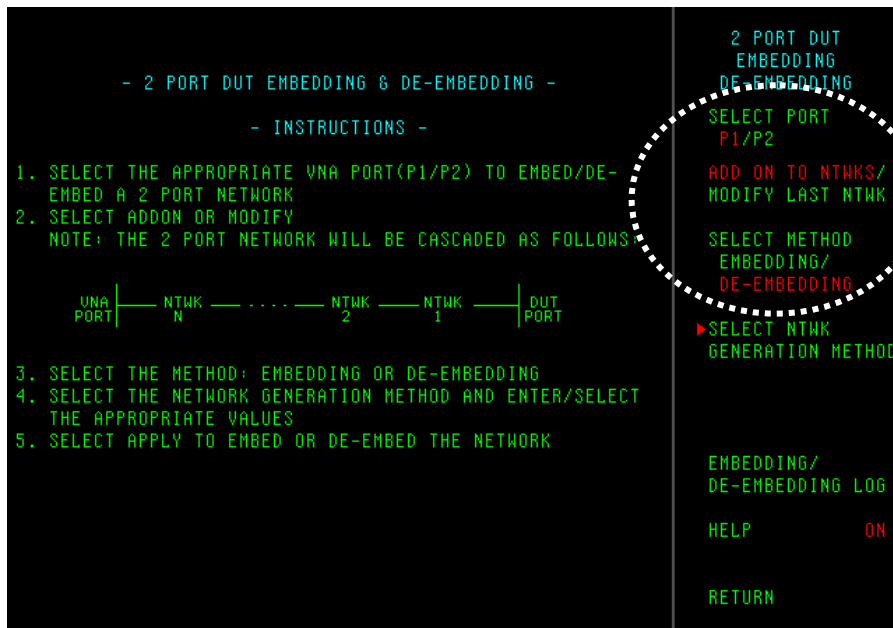 - 2 PORT DUT EMBEDDING & DE-EMBEDDING -
- INSTRUCTIONS -
1. SELECT THE APPROPRIATE VNA PORT(P1/P2) TO EMBED/DE-
EMBED A 2 PORT NETWORK
2. SELECT ADDON OR MODIFY
NOTE: THE 2 PORT NETWORK WILL BE CASCADED AS FOLLOWS:
VNA PORT NTWK N .... NTWK 2 NTWK 1 DUT PORT
3. SELECT THE METHOD: EMBEDDING OR DE-EMBEDDING
4. SELECT THE NETWORK GENERATION METHOD AND ENTER/SELECT
THE APPROPRIATE VALUES
5. SELECT APPLY TO EMBED OR DE-EMBED THE NETWORK
2 PORT DUT
EMBEDDING
DE-EMBEDDING
SELECT PORT
P1/P2
ADD ON TO NTWKS/
MODIFY LAST NTWK
SELECT METHOD
EMBEDDING/
DE-EMBEDDING
SELECT NTWK
GENERATION METHOD
EMBEDDING/
DE-EMBEDDING LOG
HELP ON
RETURN